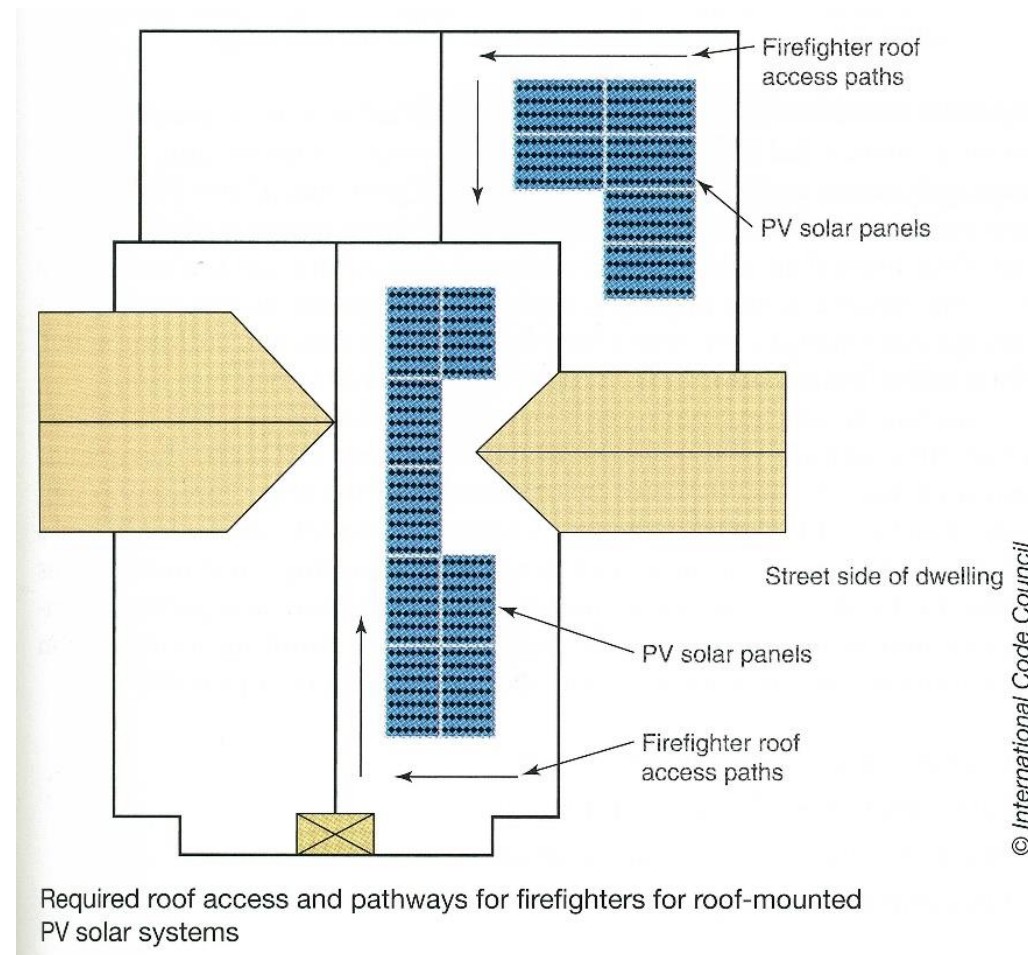 Firefighter roof
access paths
PV solar panels
Street side of dwelling
PV solar panels
Firefighter roof
access paths
© International Code Council
Required roof access and pathways for firefighters for roof-mounted
PV solar systems